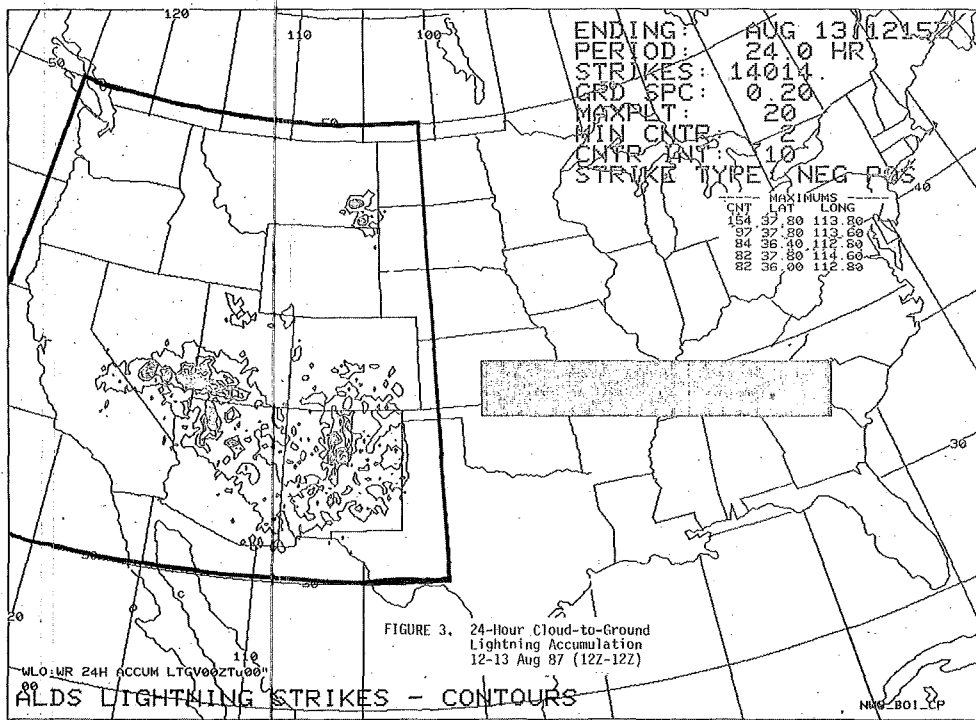 120
110
100
50
50
ENDING: AUG 13 1215Z
PERIOD: 24.0 HR
STRIKES: 14014.
GRD SPC: 0.20
MAXPLT: 20
MIN CNTR: 2
CNTR INT: 10
STRIKE TYPE NEG POS
MAXIMUMS
CNT LAT LONG
154 37.80 113.80
97 37.80 113.60
84 36.40 112.80
82 37.80 114.60
82 36.00 112.80
40
30
30
20
110
FIGURE 3. 24-Hour Cloud-to-Ground
Lightning Accumulation
12-13 Aug 87 (12Z-12Z)
WLO:WR 24H ACCUM
00
ALDS LIGHTNING STRIKES - CONTOURS
NWS_BOI_CP